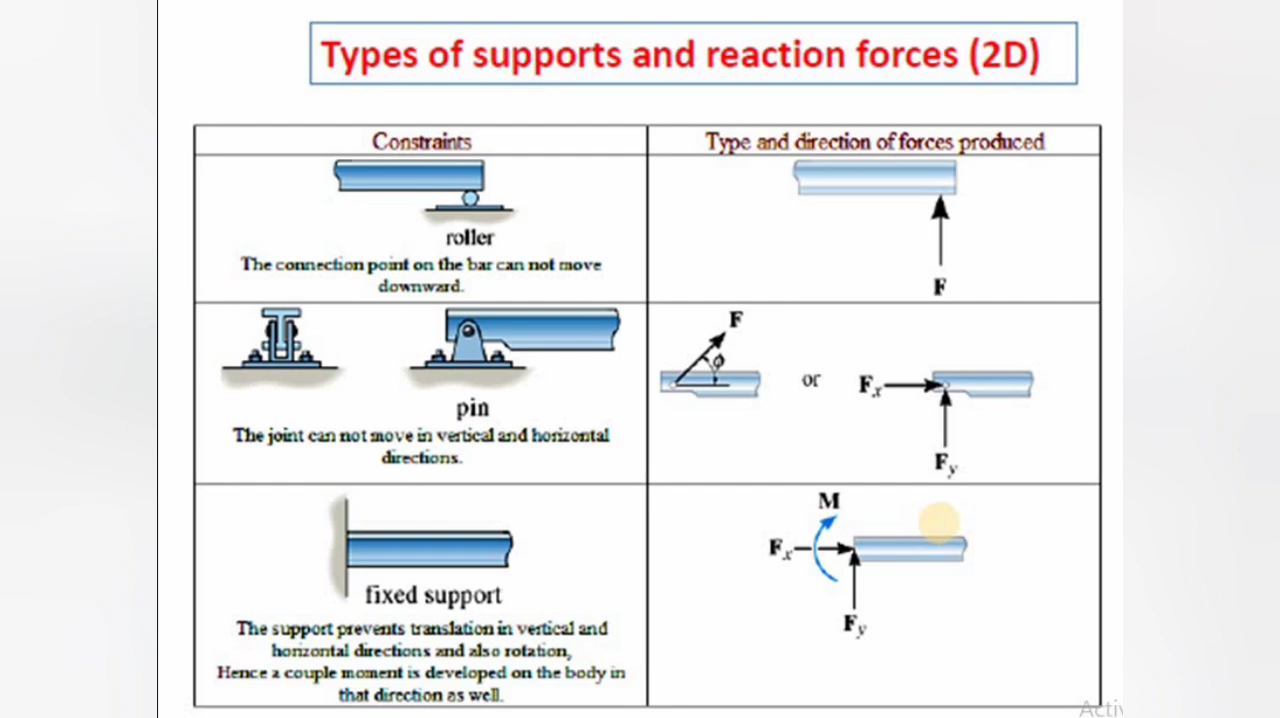 Types of supports and reaction forces (2D)
Constraints
Type and direction of forces produced
roller
The connection point on the bar can not move
downward.
F
pin
The joint can not move in vertical and horizontal
directions.
F
ϕ
or
Fx
Fy
fixed support
The support prevents translation in vertical and
horizontal directions and also rotation,
Hence a couple moment is developed on the body in
that direction as well.
M
Fx
Fy